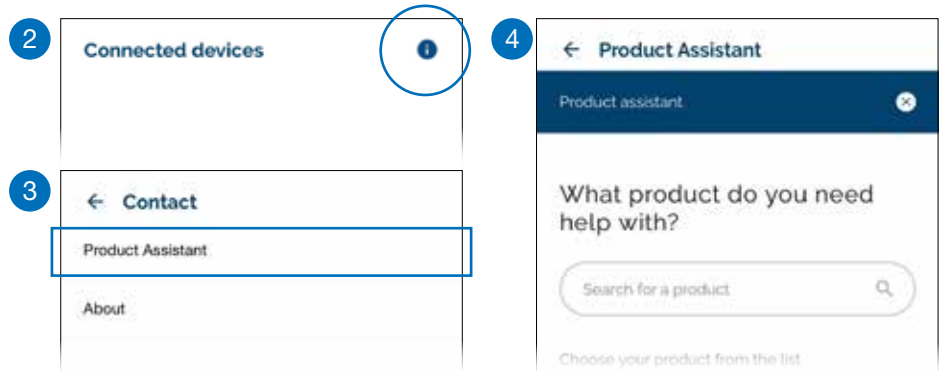 2
Connected devices
3
← Contact
Product Assistant
About
4
← Product Assistant
Product assistant
What product do you need
help with?
Search for a product
Choose your product from the list